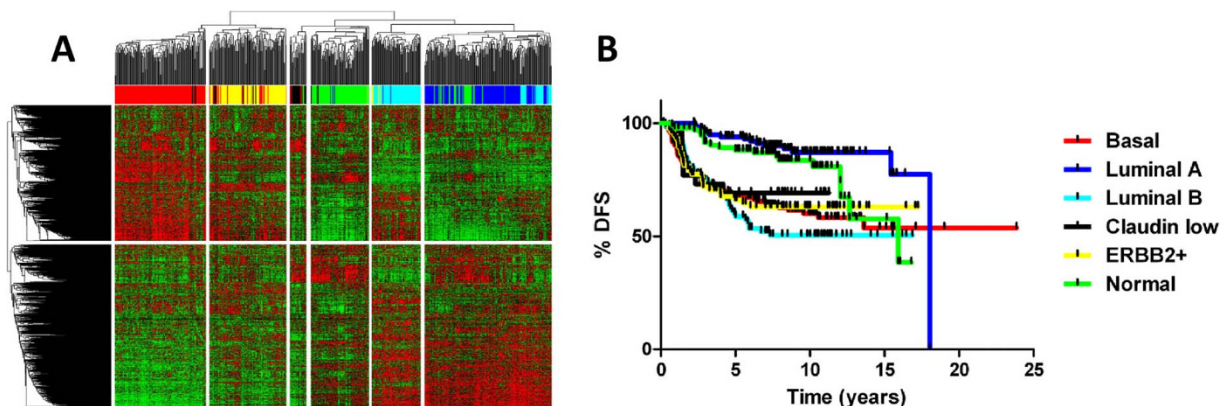 A
B
100
50
0
% DFS
0 5 10 15 20 25
Time (years)
Basal
Luminal A
Luminal B
Claudin low
ERBB2+
Normal